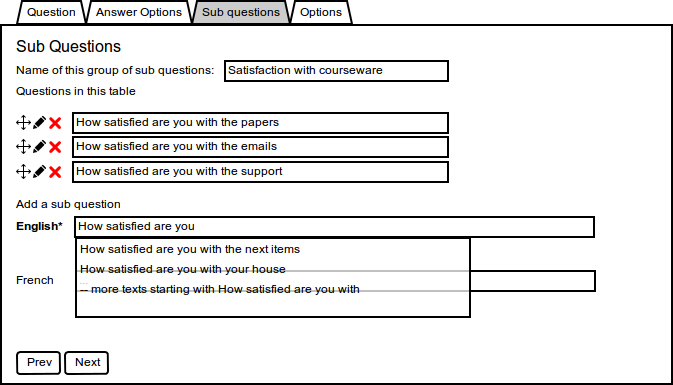 Question Answer Options Sub questions Options
Sub Questions
Name of this group of sub questions: Satisfaction with courseware
Questions in this table
How satisfied are you with the papers
How satisfied are you with the emails
How satisfied are you with the support
Add a sub question
English* How satisfied are you
How satisfied are you with the next items
How satisfied are you with your house
French
-- more texts starting with How satisfied are you with
Prev Next